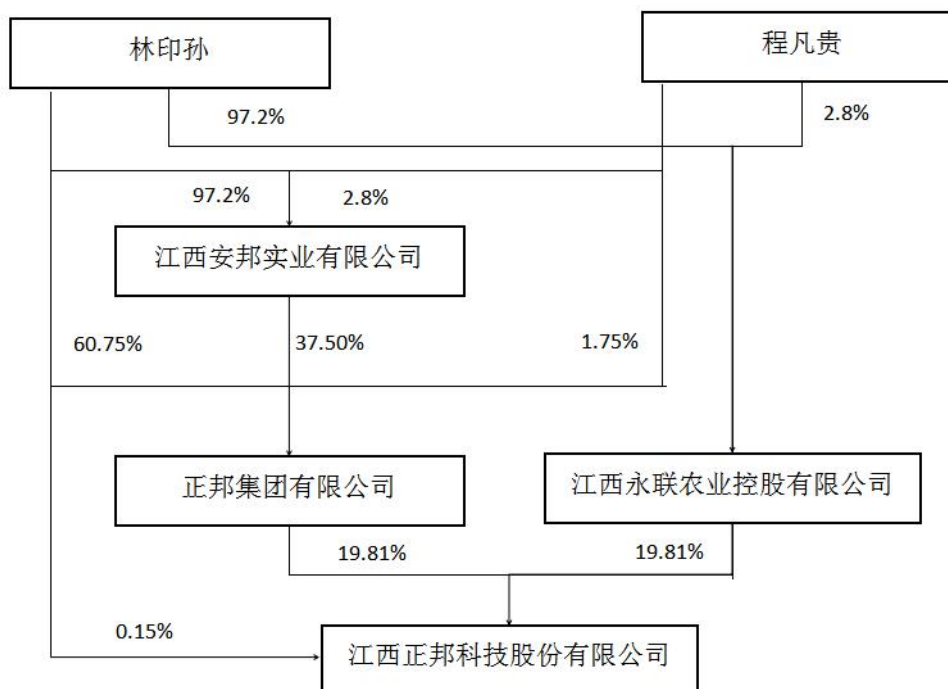 林印孙
程凡贵
97.2%
2.8%
97.2%
2.8%
江西安邦实业有限公司
60.75%
37.50%
1.75%
正邦集团有限公司
江西永联农业控股有限公司
19.81%
19.81%
0.15%
江西正邦科技股份有限公司